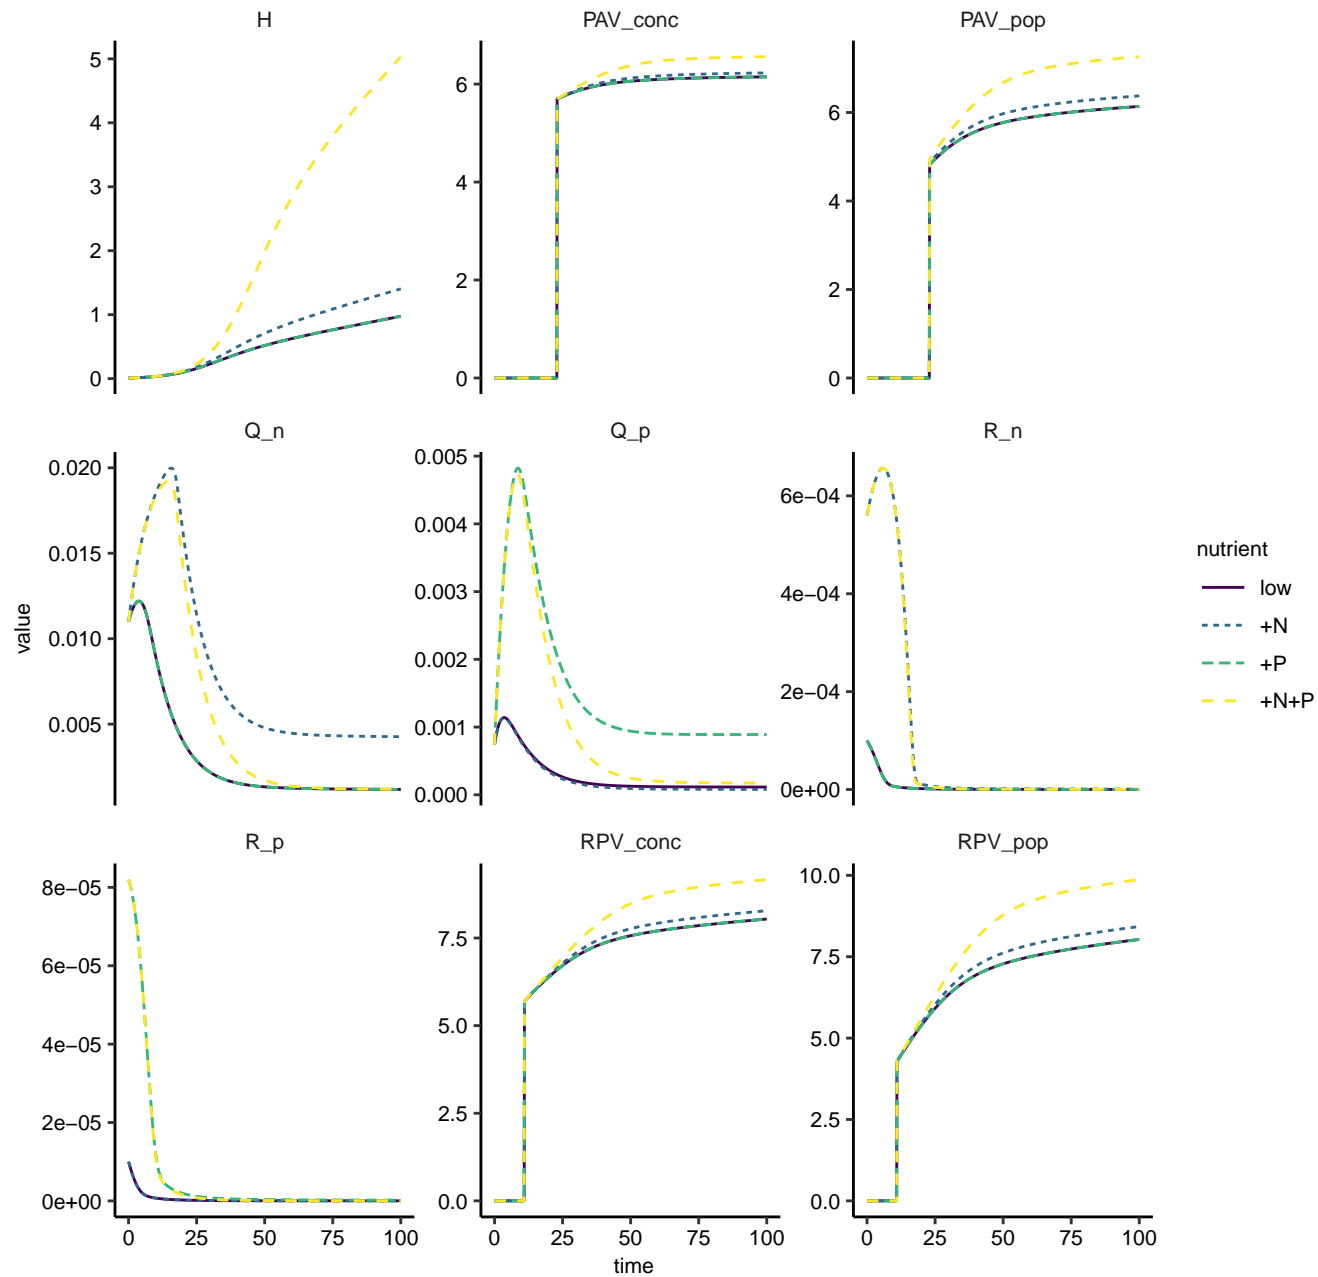 H
PAV_conc
PAV_pop
5
4
3
2
1
0
6
4
2
0
6
4
2
0
Q_n
Q_p
R_n
0.020
0.015
0.010
0.005
0.005
0.004
0.003
0.002
0.001
0.000
6e−04
4e−04
2e−04
0e+00
value
nutrient
low
+N
+P
+N+P
R_p
RPV_conc
RPV_pop
8e−05
6e−05
4e−05
2e−05
0e+00
7.5
5.0
2.5
0.0
10.0
7.5
5.0
2.5
0.0
0 25 50 75 100
0 25 50 75 100
0 25 50 75 100
time